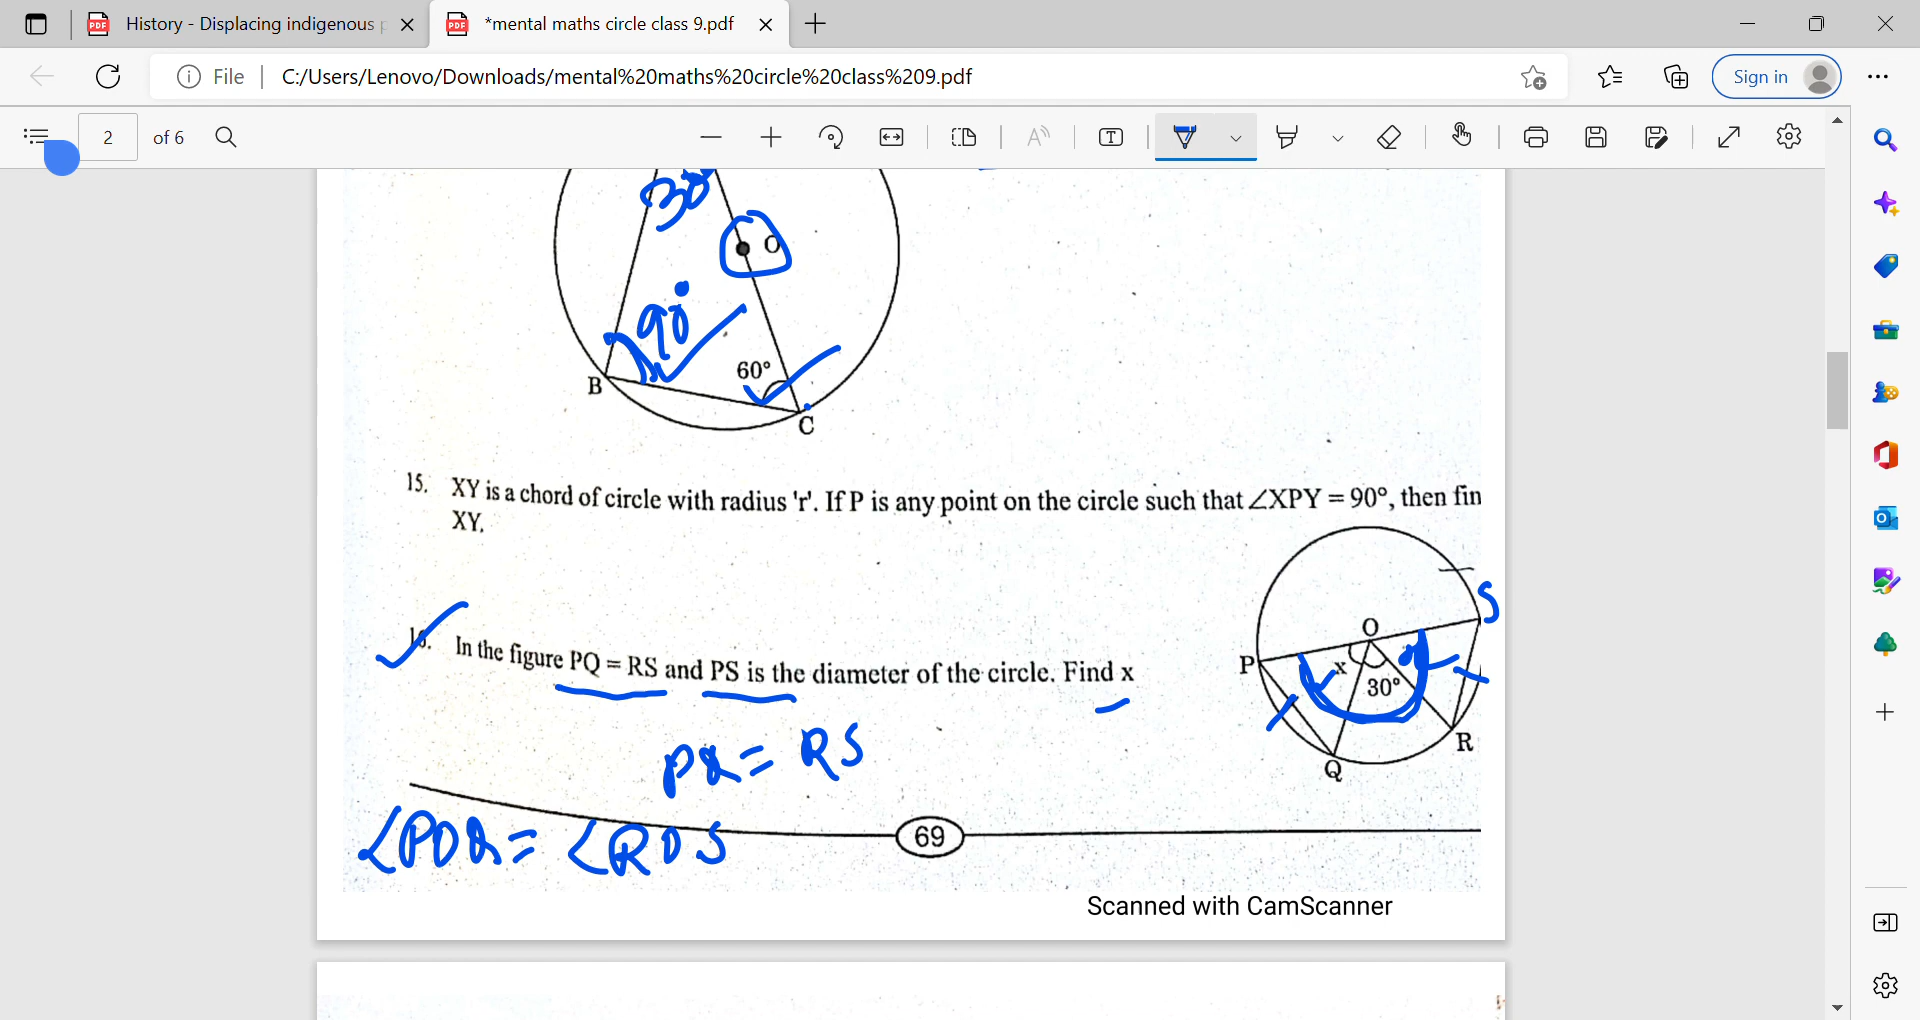 History - Displacing indigenous p
*mental maths circle class 9.pdf
File
C:/Users/Lenovo/Downloads/mental%20maths%20circle%20class%209.pdf
Sign in
2 of 6
30
O
90°
60°
B
C
15. XY is a chord of circle with radius 'r'. If P is any point on the circle such that ∠XPY = 90°, then fin
XY.
S
O
16. In the figure PQ = RS and PS is the diameter of the circle. Find x
P
x
x
30°
R
Q
PQ = RS
∠POQ = ∠ROS
69
Scanned with CamScanner